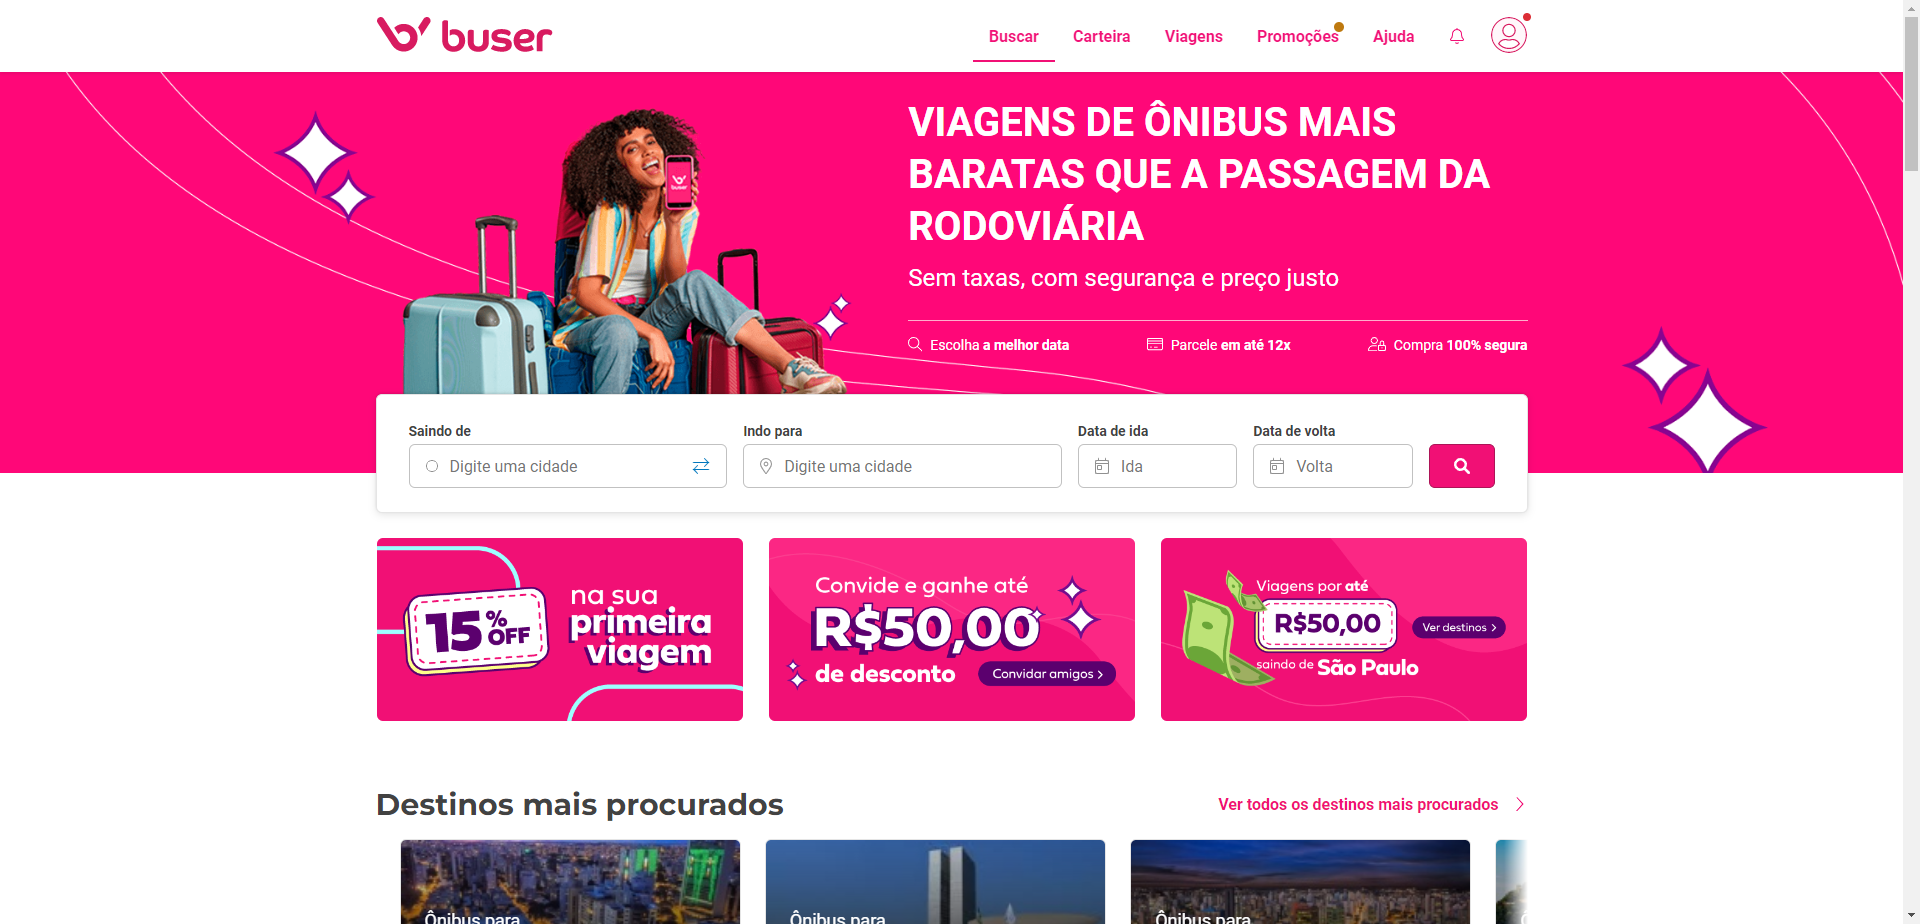 buser
Buscar
Carteira
Viagens
Promoções
Ajuda
VIAGENS DE ÔNIBUS MAIS
BARATAS QUE A PASSAGEM DA
RODOVIÁRIA
Sem taxas, com segurança e preço justo
Escolha a melhor data
Parcele em até 12x
Compra 100% segura
buser
Saindo de
Digite uma cidade
Indo para
Digite uma cidade
Data de ida
Ida
Data de volta
Volta
15% OFF
na sua
primeira
viagem
Convide e ganhe até
R$50,00
de desconto
Convidar amigos >
Viagens por até
R$50,00
Ver destinos >
saindo de São Paulo
Destinos mais procurados
Ver todos os destinos mais procurados
Ônibus para
Ônibus para
Ônibus para